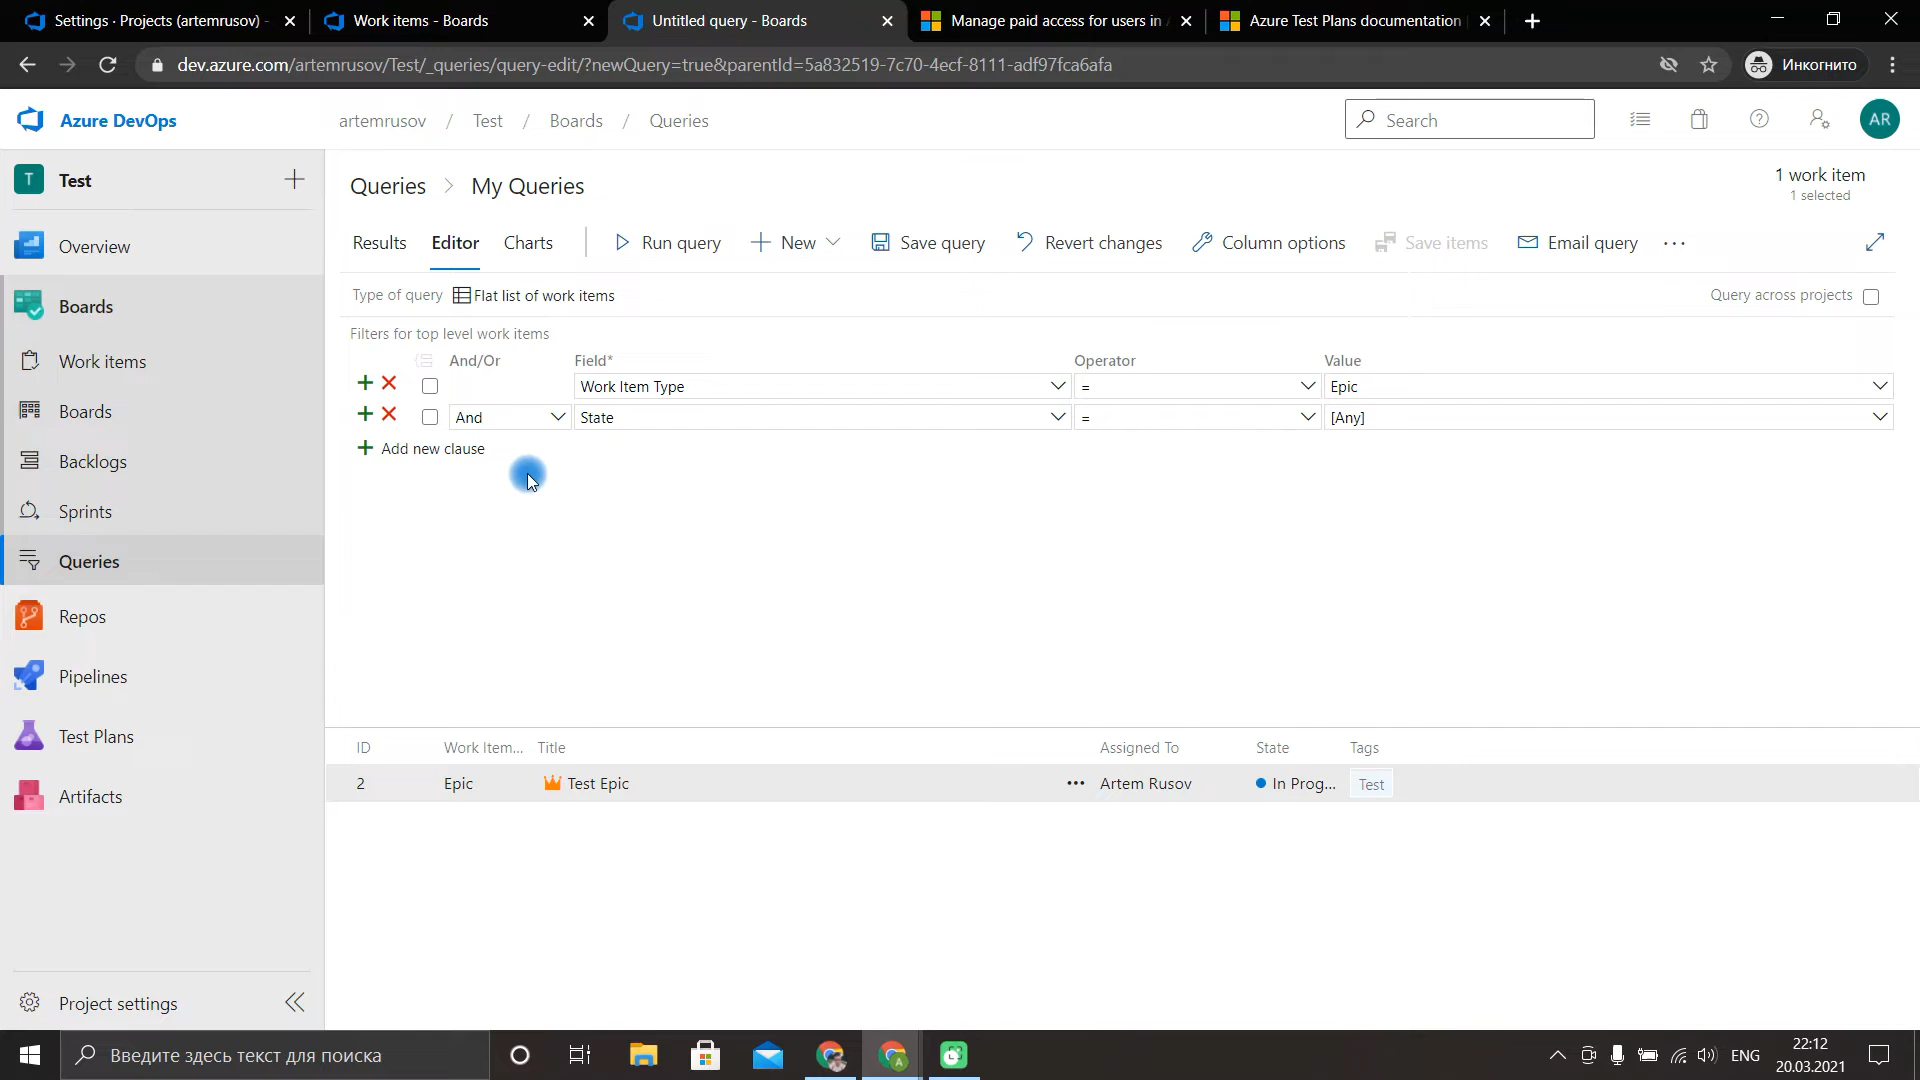 Settings · Projects (artemrusov) -
Work items - Boards
Untitled query - Boards
Manage paid access for users in
Azure Test Plans documentation
dev.azure.com/artemrusov/Test/_queries/query-edit/?newQuery=true&parentId=5a832519-7c70-4ecf-8111-adf97fca6afa
Инкогнито
Azure DevOps
artemrusov / Test / Boards / Queries
Search
AR
T Test
Overview
Boards
Work items
Boards
Backlogs
Sprints
Queries
Repos
Pipelines
Test Plans
Artifacts
Project settings
Queries > My Queries
1 work item
1 selected
Results Editor Charts Run query New Save query Revert changes Column options Save items Email query ...
Type of query Flat list of work items
Query across projects
Filters for top level work items
And/Or Field* Operator Value
Work Item Type = Epic
And State = [Any]
Add new clause
ID Work Item... Title Assigned To State Tags
2 Epic Test Epic ... Artem Rusov In Prog... Test
Введите здесь текст для поиска
A
ENG
22:12
20.03.2021